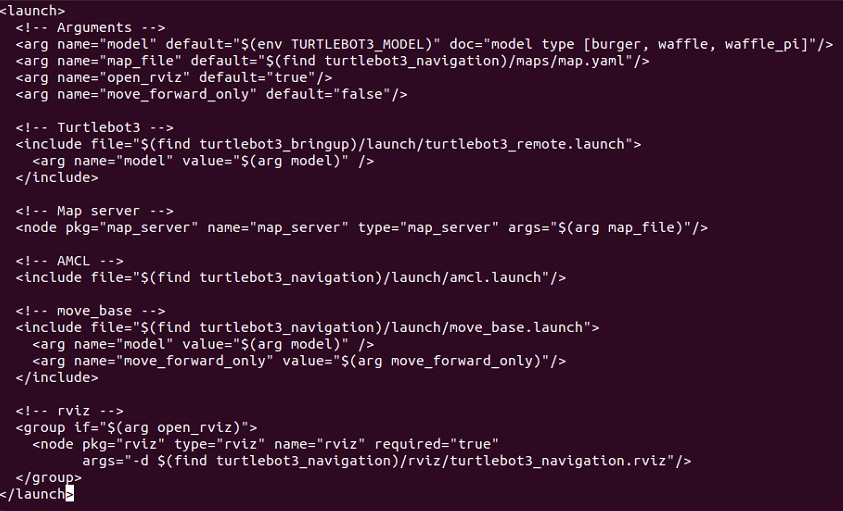 <launch>
  <!-- Arguments -->
  <arg name="model" default="$(env TURTLEBOT3_MODEL)" doc="model type [burger, waffle, waffle_pi]"/>
  <arg name="map_file" default="$(find turtlebot3_navigation)/maps/map.yaml"/>
  <arg name="open_rviz" default="true"/>
  <arg name="move_forward_only" default="false"/>

  <!-- Turtlebot3 -->
  <include file="$(find turtlebot3_bringup)/launch/turtlebot3_remote.launch">
    <arg name="model" value="$(arg model)" />
  </include>

  <!-- Map server -->
  <node pkg="map_server" name="map_server" type="map_server" args="$(arg map_file)"/>

  <!-- AMCL -->
  <include file="$(find turtlebot3_navigation)/launch/amcl.launch"/>

  <!-- move_base -->
  <include file="$(find turtlebot3_navigation)/launch/move_base.launch">
    <arg name="model" value="$(arg model)" />
    <arg name="move_forward_only" value="$(arg move_forward_only)"/>
  </include>

  <!-- rviz -->
  <group if="$(arg open_rviz)">
    <node pkg="rviz" type="rviz" name="rviz" required="true"
          args="-d $(find turtlebot3_navigation)/rviz/turtlebot3_navigation.rviz"/>
  </group>
</launch>